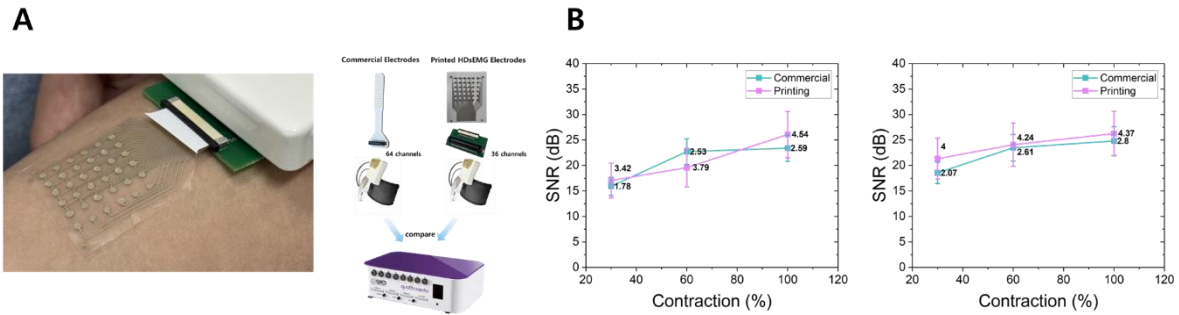 A
Commercial Electrodes
Printed HDsEMG Electrodes
64 channels
36 channels
compare
quattrocento
B
40
35
30
25
20
15
10
5
0
SNR (dB)
Commercial
Printing
3.42
1.78
2.53
3.79
4.54
2.59
20 40 60 80 100 120
Contraction (%)
40
35
30
25
20
15
10
5
0
SNR (dB)
Commercial
Printing
4
2.07
4.24
2.61
4.37
2.8
20 40 60 80 100 120
Contraction (%)